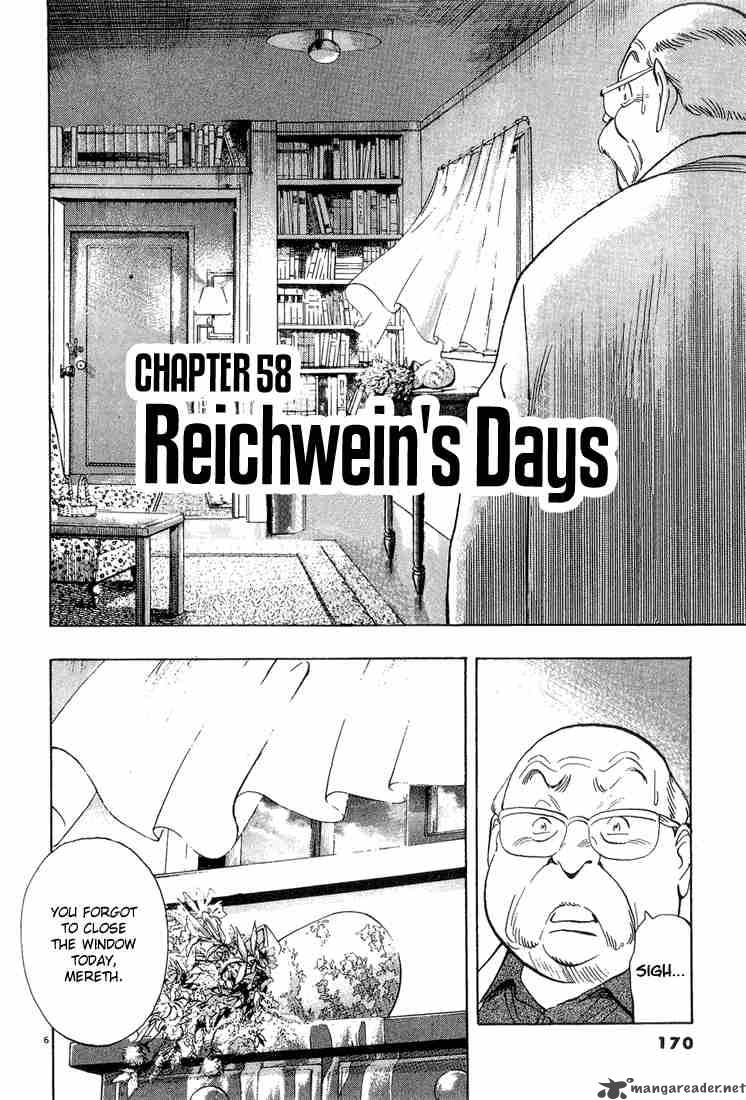 CHAPTER 58
Reichwein's Days
SIGH...
YOU FORGOT
TO CLOSE
THE WINDOW
TODAY,
MERETH.
6
170
mangareader.net